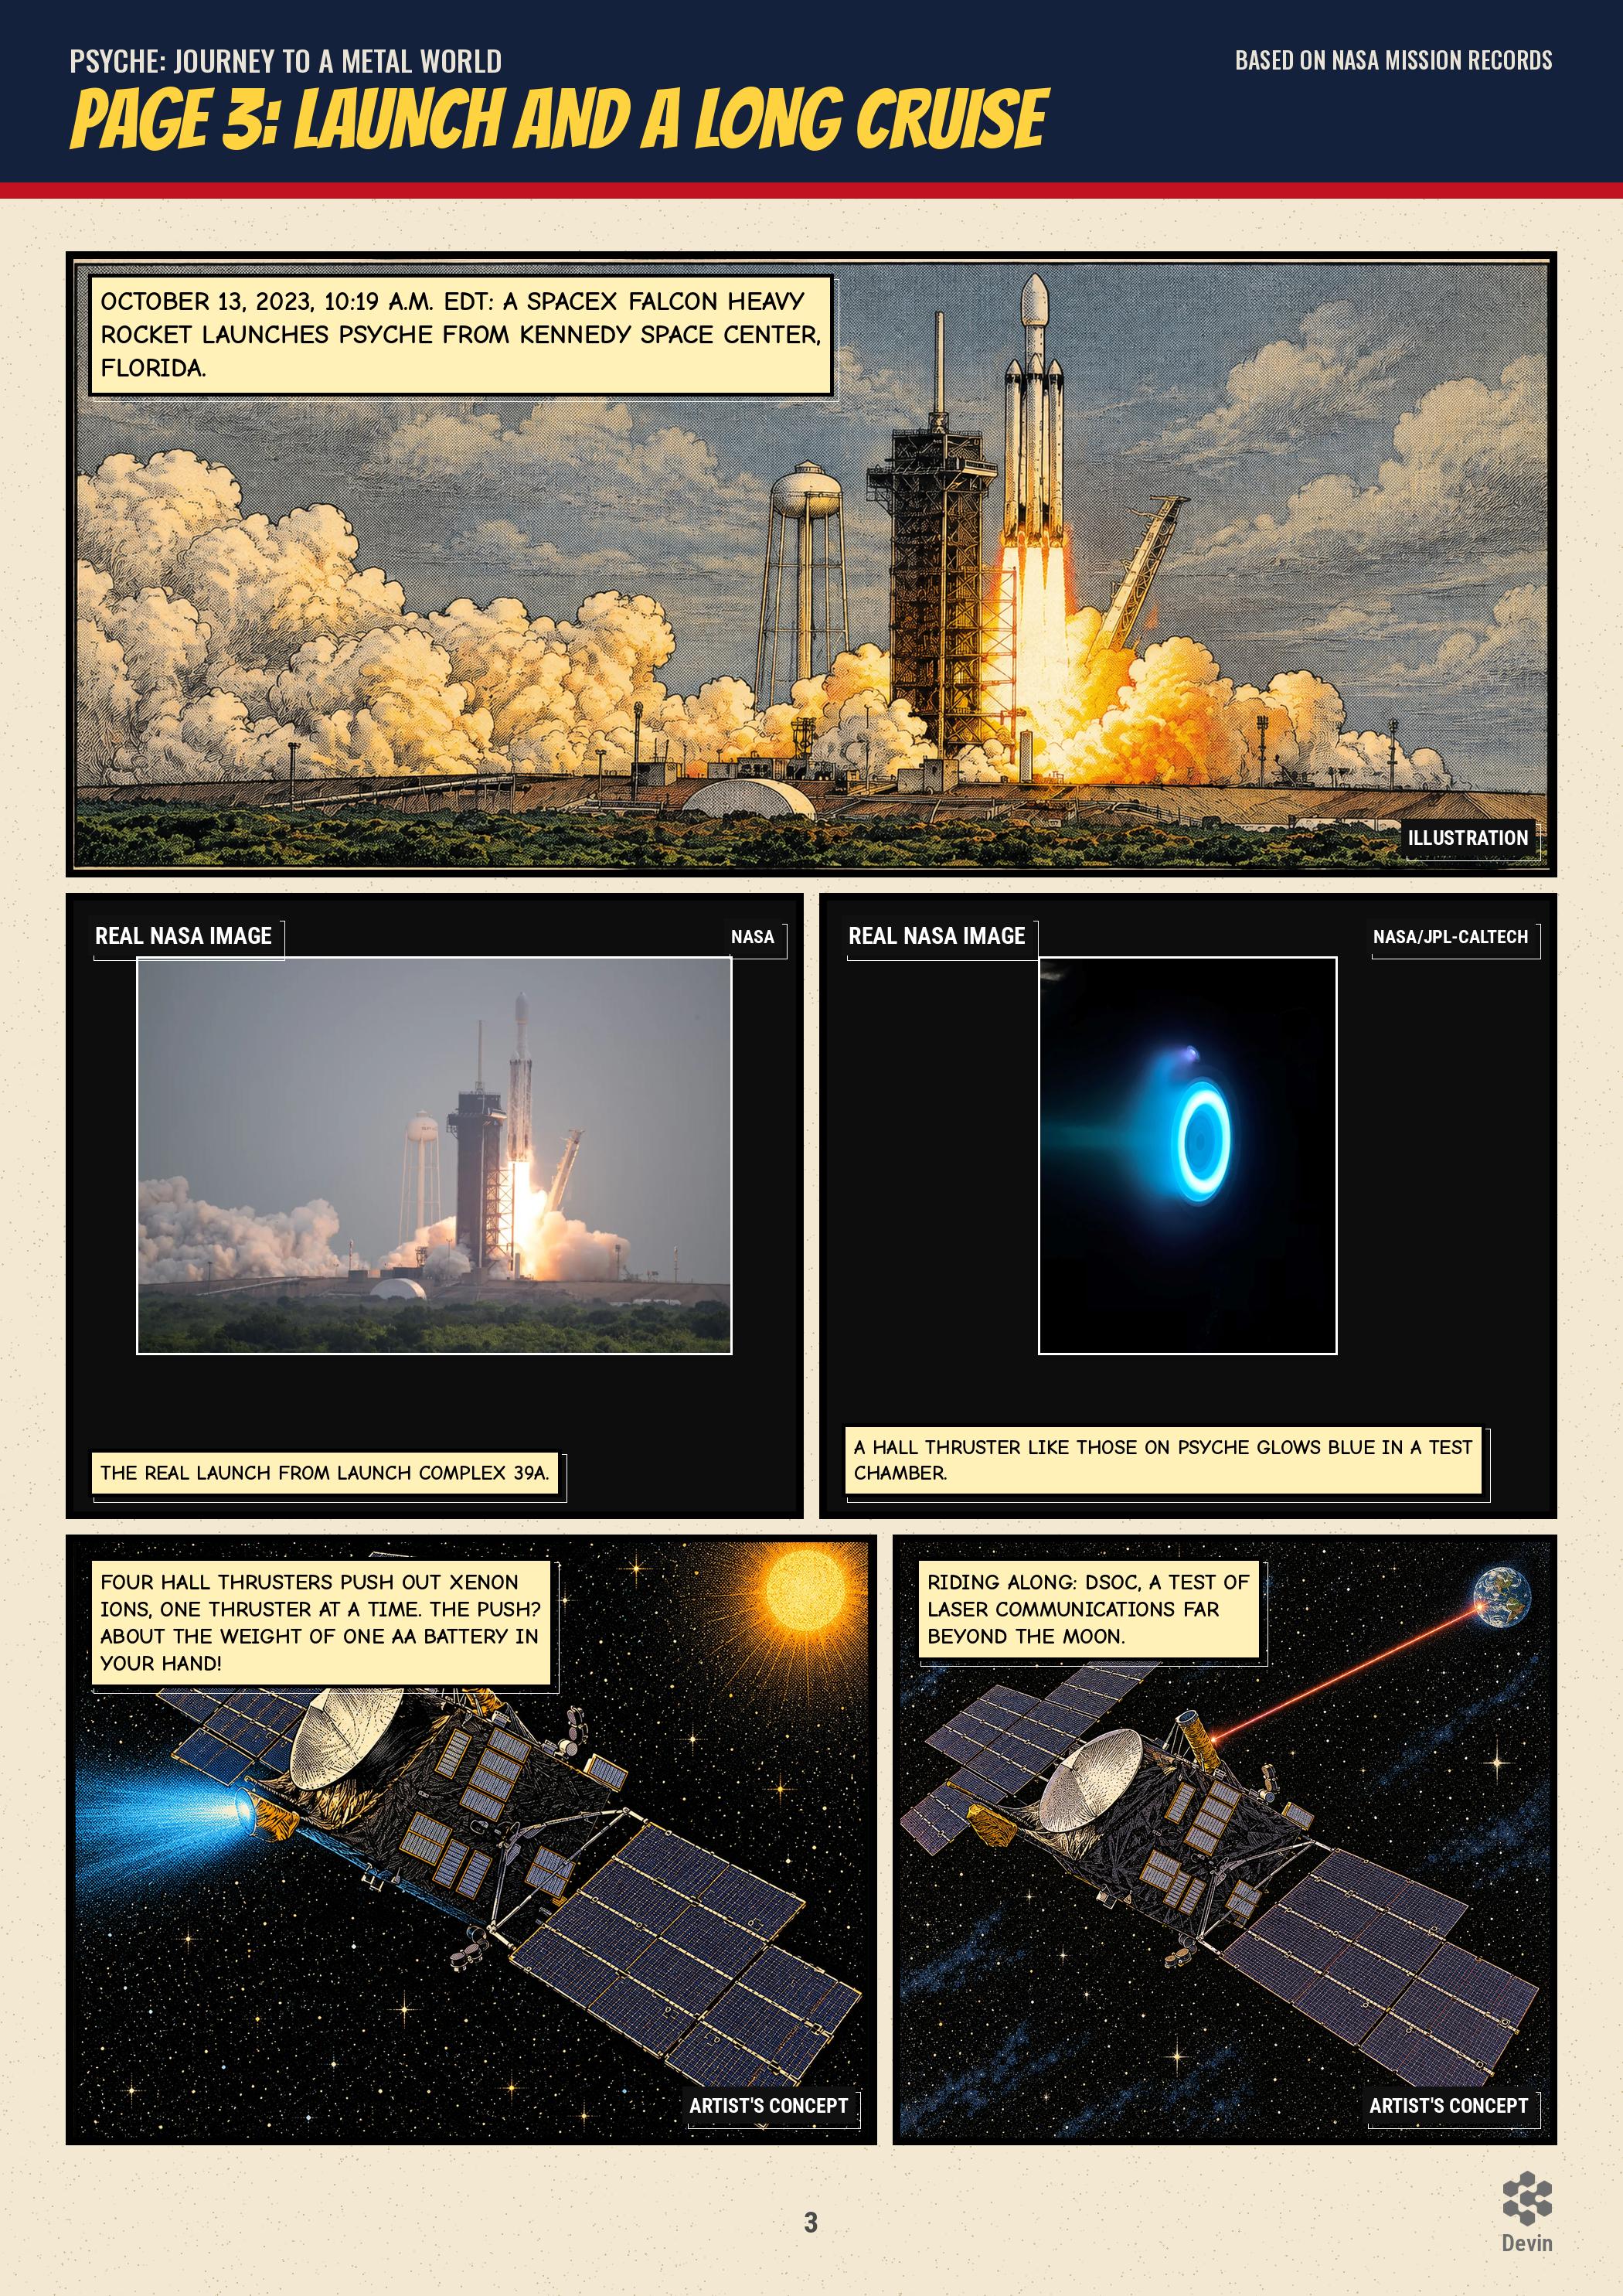 PSYCHE: JOURNEY TO A METAL WORLD
BASED ON NASA MISSION RECORDS
PAGE 3: LAUNCH AND A LONG CRUISE
OCTOBER 13, 2023, 10:19 A.M. EDT: A SPACEX FALCON HEAVY
ROCKET LAUNCHES PSYCHE FROM KENNEDY SPACE CENTER,
FLORIDA.
ILLUSTRATION
REAL NASA IMAGE
NASA
THE REAL LAUNCH FROM LAUNCH COMPLEX 39A.
REAL NASA IMAGE
NASA/JPL-CALTECH
A HALL THRUSTER LIKE THOSE ON PSYCHE GLOWS BLUE IN A TEST
CHAMBER.
FOUR HALL THRUSTERS PUSH OUT XENON
IONS, ONE THRUSTER AT A TIME. THE PUSH?
ABOUT THE WEIGHT OF ONE AA BATTERY IN
YOUR HAND!
ARTIST'S CONCEPT
RIDING ALONG: DSOC, A TEST OF
LASER COMMUNICATIONS FAR
BEYOND THE MOON.
ARTIST'S CONCEPT
3
Devin